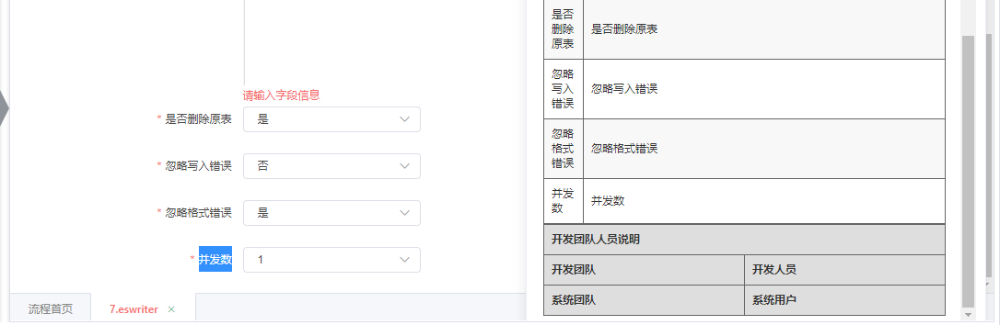 请输入字段信息
* 是否删除原表 是
* 忽略写入错误 否
* 忽略格式错误 是
* 并发数 1
流程首页 7.eswriter ×
是否
删除
原表
是否删除原表
忽略
写入
错误
忽略写入错误
忽略
格式
错误
忽略格式错误
并发
数
并发数
开发团队人员说明
开发团队 开发人员
系统团队 系统用户